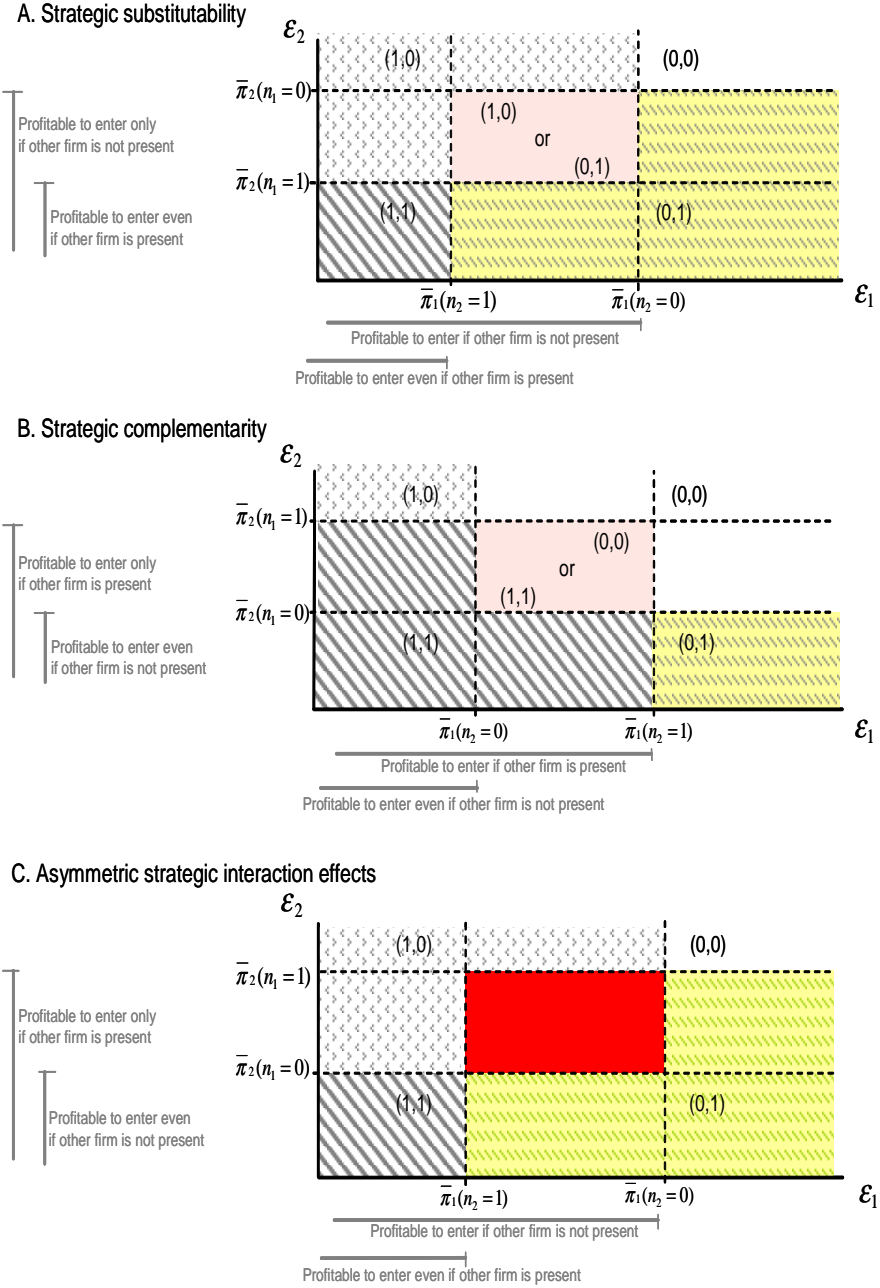 A. Strategic substitutability
ε2
(1,0)
(0,0)
π̄2(n1=0)
Profitable to enter only
if other firm is not present
(1,0)
or
(0,1)
π̄2(n1=1)
Profitable to enter even
if other firm is present
(1,1)
(0,1)
π̄1(n2=1)
π̄1(n2=0)
ε1
Profitable to enter if other firm is not present
Profitable to enter even if other firm is present
B. Strategic complementarity
ε2
(1,0)
(0,0)
π̄2(n1=1)
Profitable to enter only
if other firm is present
(0,0)
or
(1,1)
π̄2(n1=0)
Profitable to enter even
if other firm is not present
(1,1)
(0,1)
π̄1(n2=0)
π̄1(n2=1)
ε1
Profitable to enter if other firm is present
Profitable to enter even if other firm is not present
C. Asymmetric strategic interaction effects
ε2
(1,0)
(0,0)
π̄2(n1=1)
Profitable to enter only
if other firm is present
π̄2(n1=0)
Profitable to enter even
if other firm is not present
(1,1)
(0,1)
π̄1(n2=1)
π̄1(n2=0)
ε1
Profitable to enter if other firm is not present
Profitable to enter even if other firm is present